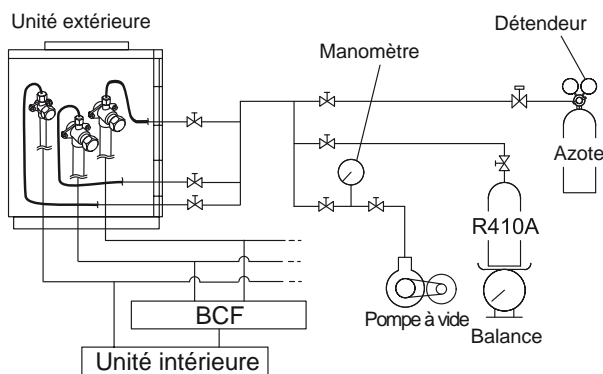 Unité extérieure
Détendeur
Manomètre
Azote
R410A
BCF
Pompe à vide
Balance
Unité intérieure